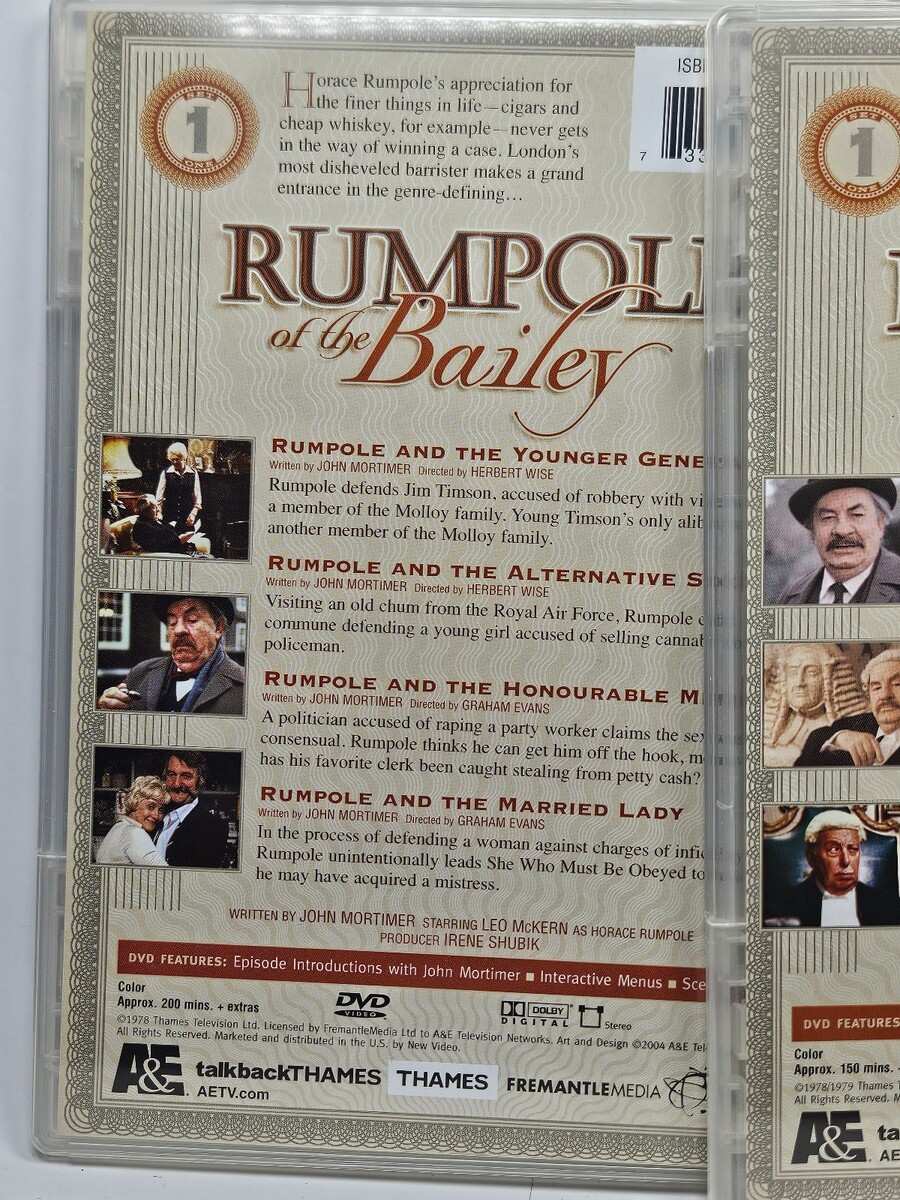 SET
1
ONE
Horace Rumpole's appreciation for
the finer things in life—cigars and
cheap whiskey, for example—never gets
in the way of winning a case. London's
most disheveled barrister makes a grand
entrance in the genre-defining...
ISB
7 33
RUMPOL
of the Bailey
RUMPOLE AND THE YOUNGER GENE
Written by JOHN MORTIMER Directed by HERBERT WISE
Rumpole defends Jim Timson, accused of robbery with vi
a member of the Molloy family. Young Timson's only alib
another member of the Molloy family.
RUMPOLE AND THE ALTERNATIVE S
Written by JOHN MORTIMER Directed by HERBERT WISE
Visiting an old chum from the Royal Air Force, Rumpole e
commune defending a young girl accused of selling cannab
policeman.
RUMPOLE AND THE HONOURABLE M
Written by JOHN MORTIMER Directed by GRAHAM EVANS
A politician accused of raping a party worker claims the se
consensual. Rumpole thinks he can get him off the hook, m
has his favorite clerk been caught stealing from petty cash?
RUMPOLE AND THE MARRIED LADY
Written by JOHN MORTIMER Directed by GRAHAM EVANS
In the process of defending a woman against charges of infid
Rumpole unintentionally leads She Who Must Be Obeyed to
he may have acquired a mistress.
WRITTEN BY JOHN MORTIMER STARRING LEO McKERN AS HORACE RUMPOLE
PRODUCER IRENE SHUBIK
DVD FEATURES: Episode Introductions with John Mortimer ■ Interactive Menus ■ Sce
Color
Approx. 200 mins. + extras
DVD
VIDEO
DOLBY
DIGITAL
Stereo
©1978 Thames Television Ltd. Licensed by FremantleMedia Ltd to A&E Television Networks. Art and Design ©2004 A&E Tel
All Rights Reserved. Marketed and distributed in the U.S. by New Video.
A&E
talkbackTHAMES
THAMES
FREMANTLEMEDIA
AETV.com
SET
1
ONE
DVD FEATURES
Color
Approx. 150 mins.
©1978/1979 Thames T
All Rights Reserved. M
A&E
ta
AE